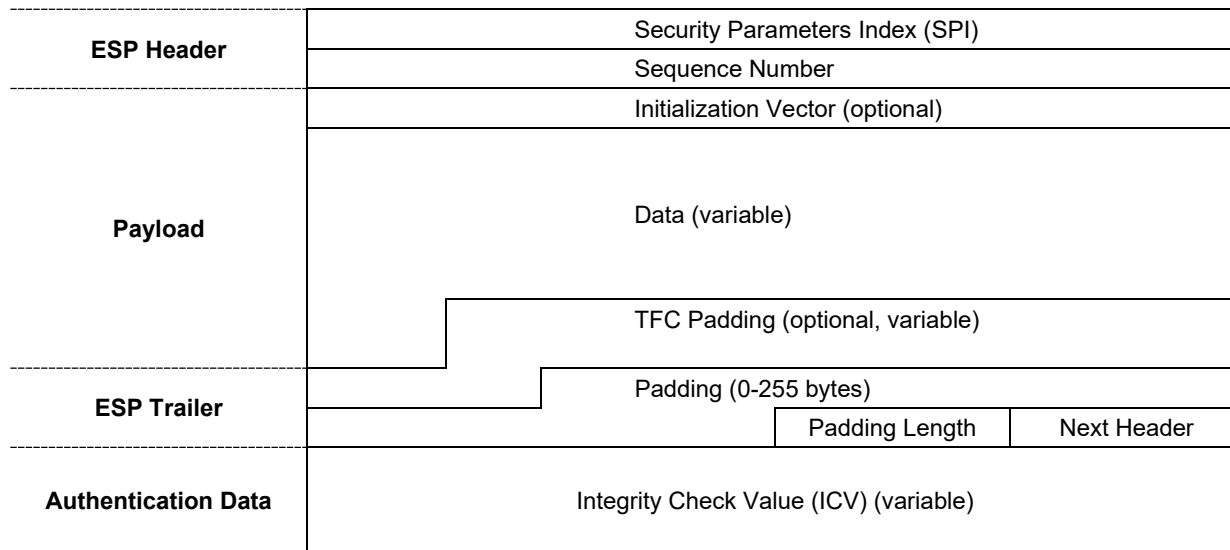 ESP Header
Security Parameters Index (SPI)
Sequence Number
Payload
Initialization Vector (optional)
Data (variable)
TFC Padding (optional, variable)
ESP Trailer
Padding (0-255 bytes)
Padding Length
Next Header
Authentication Data
Integrity Check Value (ICV) (variable)